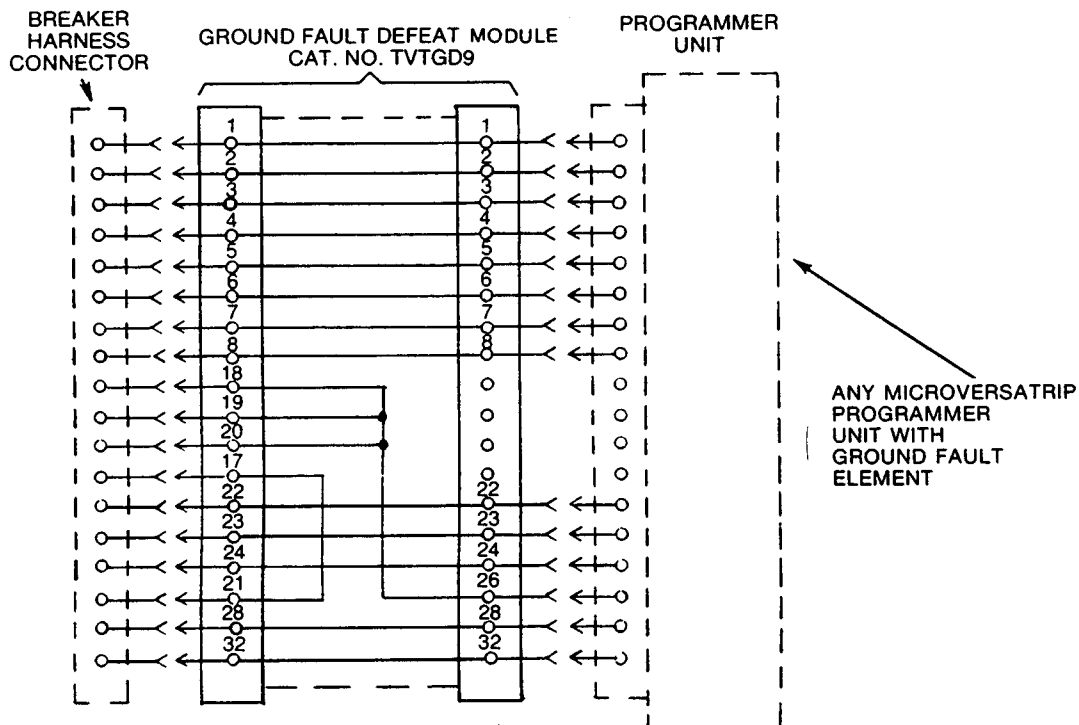 BREAKER
HARNESS
CONNECTOR
GROUND FAULT DEFEAT MODULE
CAT. NO. TVTGD9
PROGRAMMER
UNIT
1 1
2 2
3 3
4 4
5 5
6 6
7 7
8 8
18
19
20
17
22 22
23 23
24 24
21 26
28 28
32 32
ANY MICROVERSATRIP
PROGRAMMER
UNIT WITH
GROUND FAULT
ELEMENT